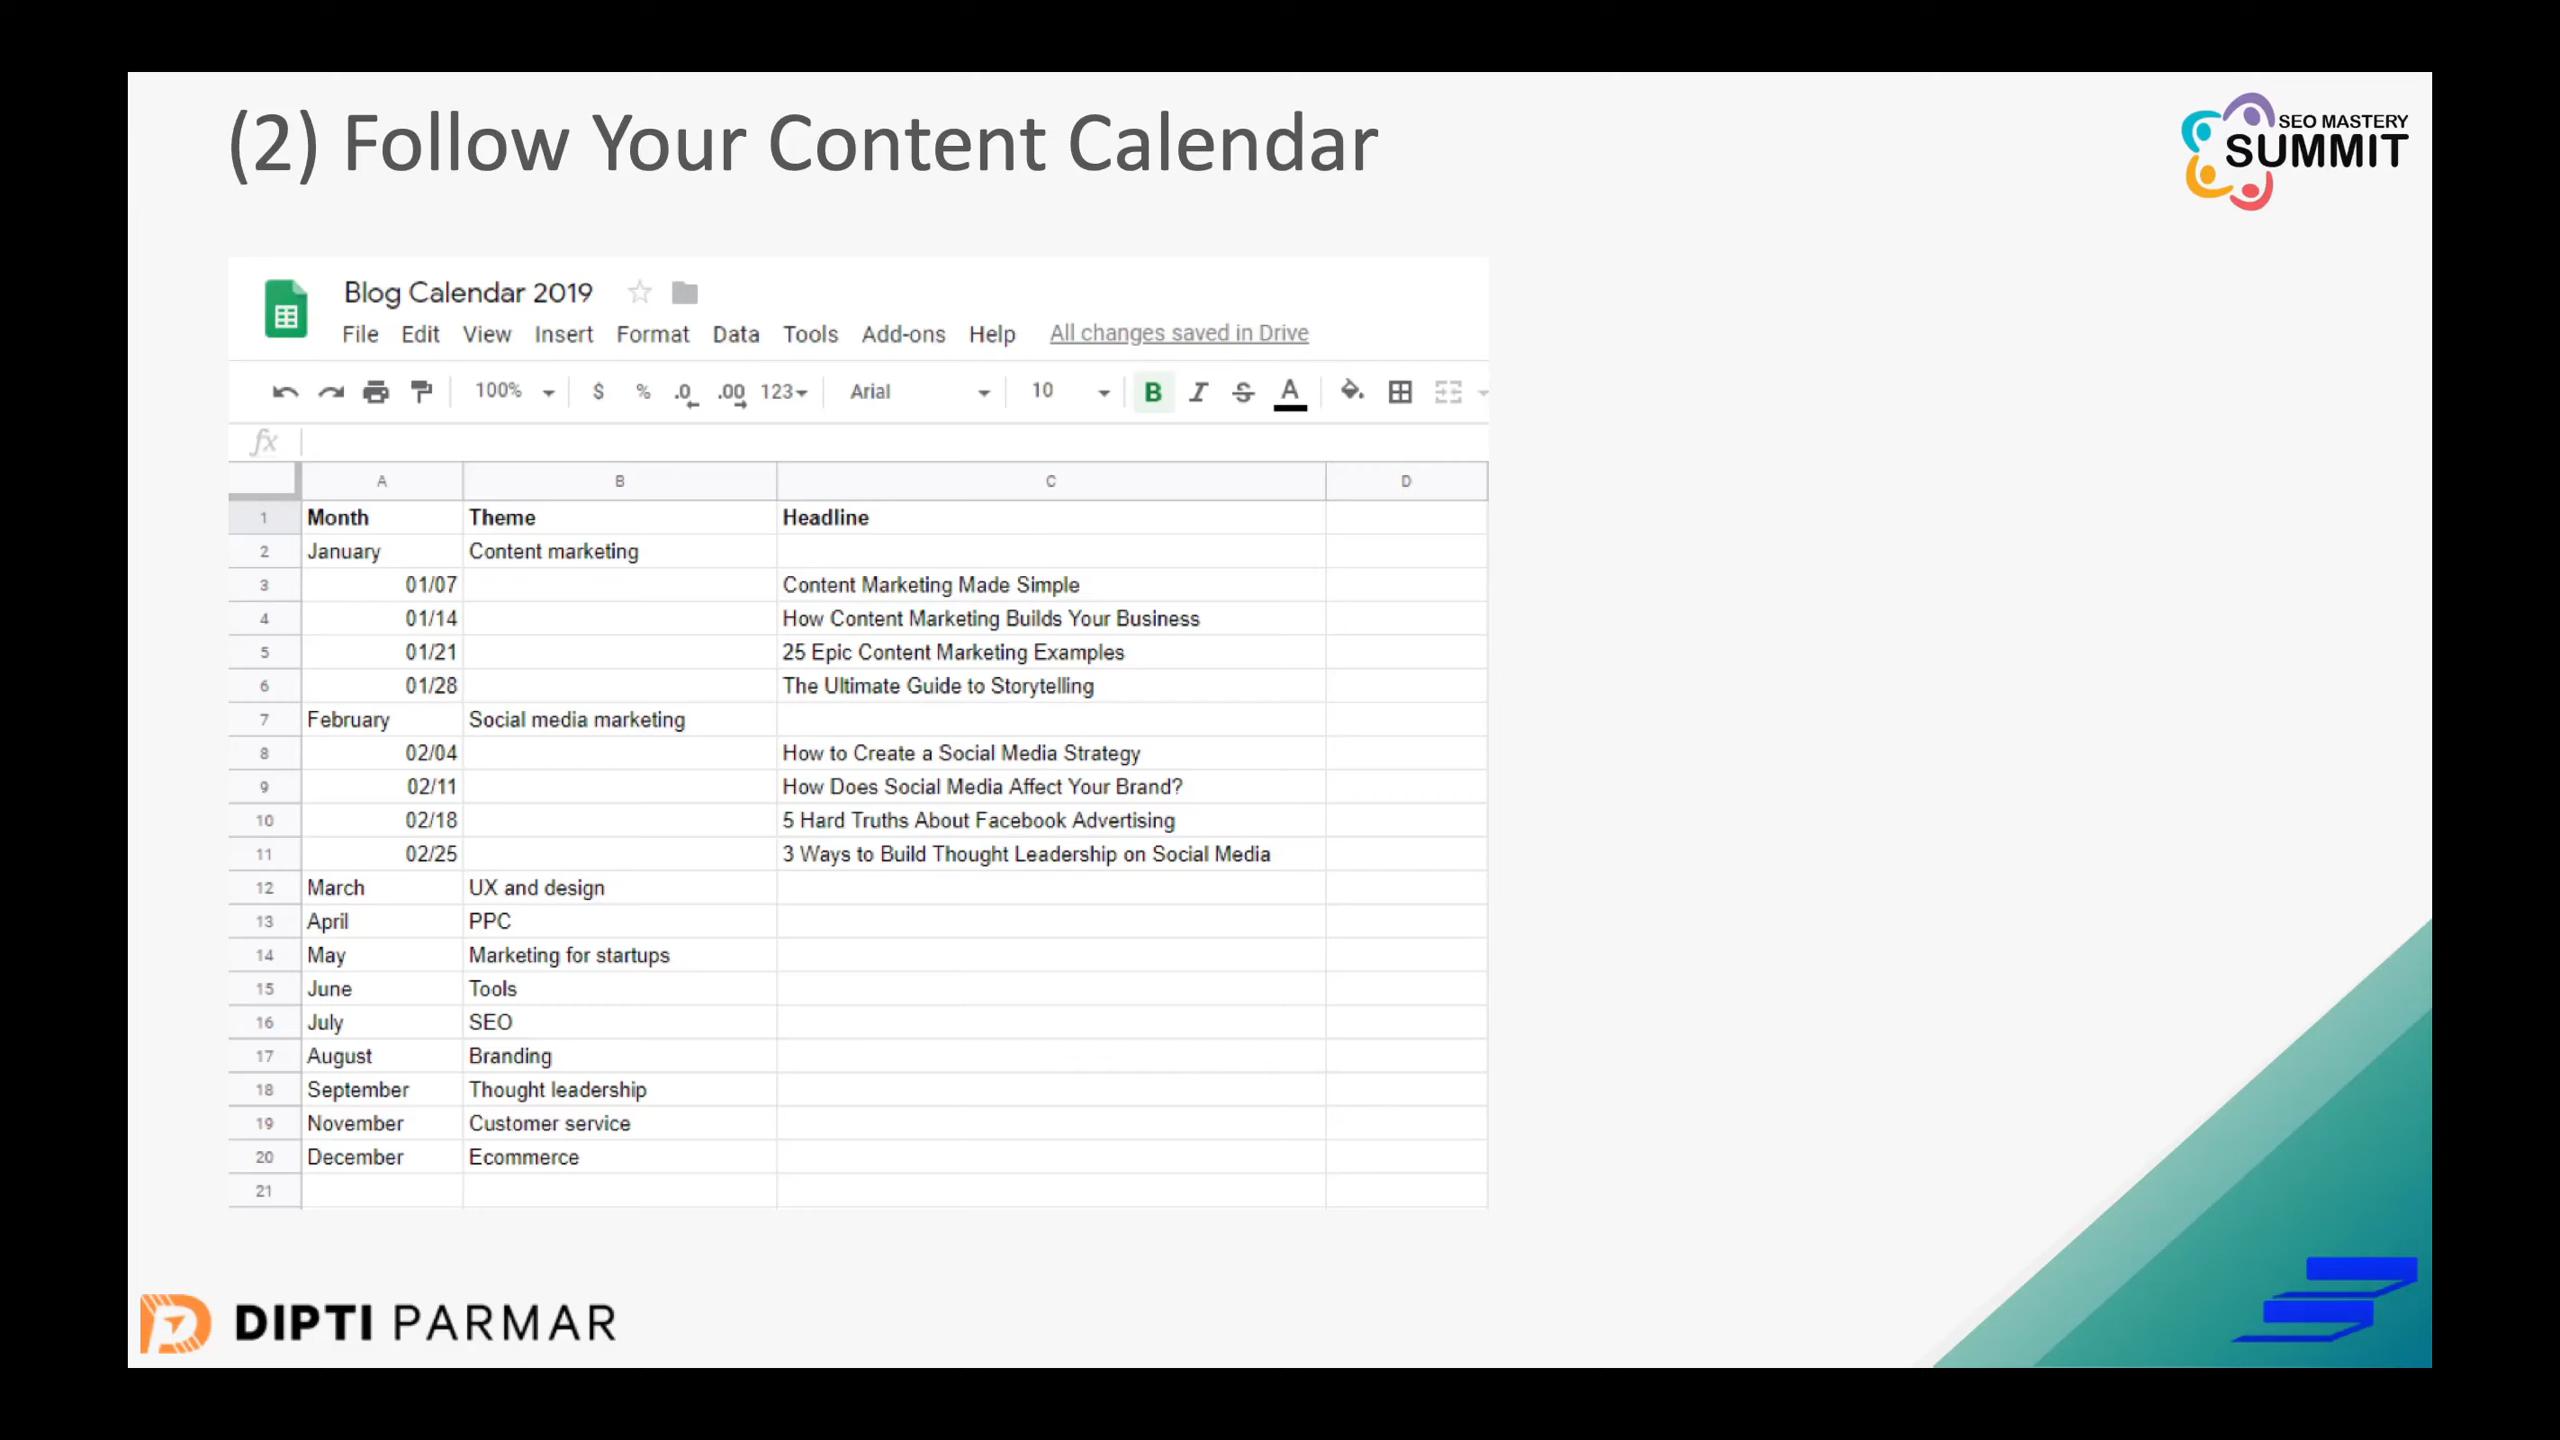 (2) Follow Your Content Calendar
SEO MASTERY
SUMMIT
Blog Calendar 2019
File Edit View Insert Format Data Tools Add-ons Help All changes saved in Drive
100% $ % .0 .00 123 Arial 10 B I S A
fx
A B C D
1 Month Theme Headline
2 January Content marketing
3 01/07 Content Marketing Made Simple
4 01/14 How Content Marketing Builds Your Business
5 01/21 25 Epic Content Marketing Examples
6 01/28 The Ultimate Guide to Storytelling
7 February Social media marketing
8 02/04 How to Create a Social Media Strategy
9 02/11 How Does Social Media Affect Your Brand?
10 02/18 5 Hard Truths About Facebook Advertising
11 02/25 3 Ways to Build Thought Leadership on Social Media
12 March UX and design
13 April PPC
14 May Marketing for startups
15 June Tools
16 July SEO
17 August Branding
18 September Thought leadership
19 November Customer service
20 December Ecommerce
21
DIPTI PARMAR